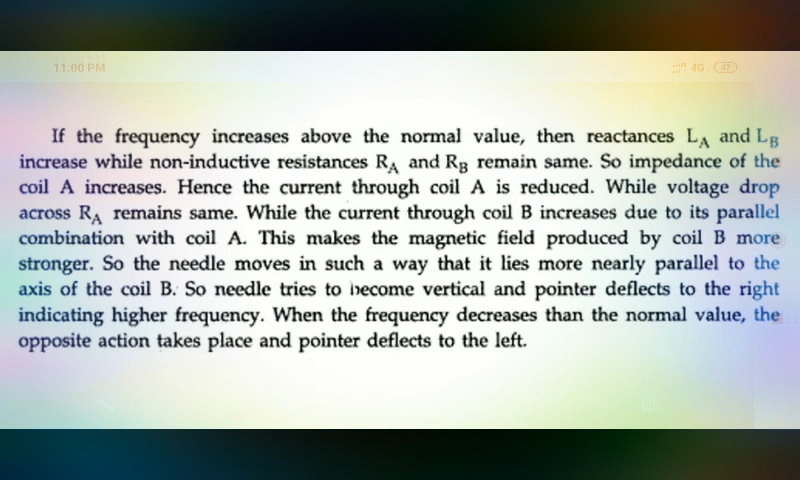 11:00 PM 4G 47
If the frequency increases above the normal value, then reactances L_A and L_B
increase while non-inductive resistances R_A and R_B remain same. So impedance of the
coil A increases. Hence the current through coil A is reduced. While voltage drop
across R_A remains same. While the current through coil B increases due to its parallel
combination with coil A. This makes the magnetic field produced by coil B more
stronger. So the needle moves in such a way that it lies more nearly parallel to the
axis of the coil B. So needle tries to become vertical and pointer deflects to the right
indicating higher frequency. When the frequency decreases than the normal value, the
opposite action takes place and pointer deflects to the left.